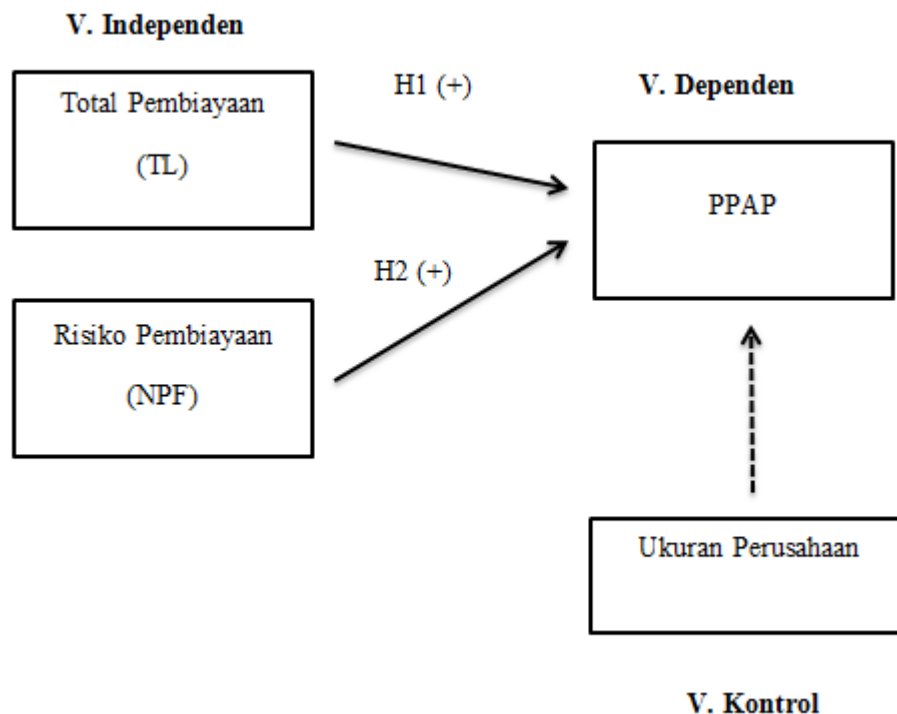 V. Independen
Total Pembiayaan
(TL)
H1 (+)
V. Dependen
PPAP
H2 (+)
Risiko Pembiayaan
(NPF)
Ukuran Perusahaan
V. Kontrol